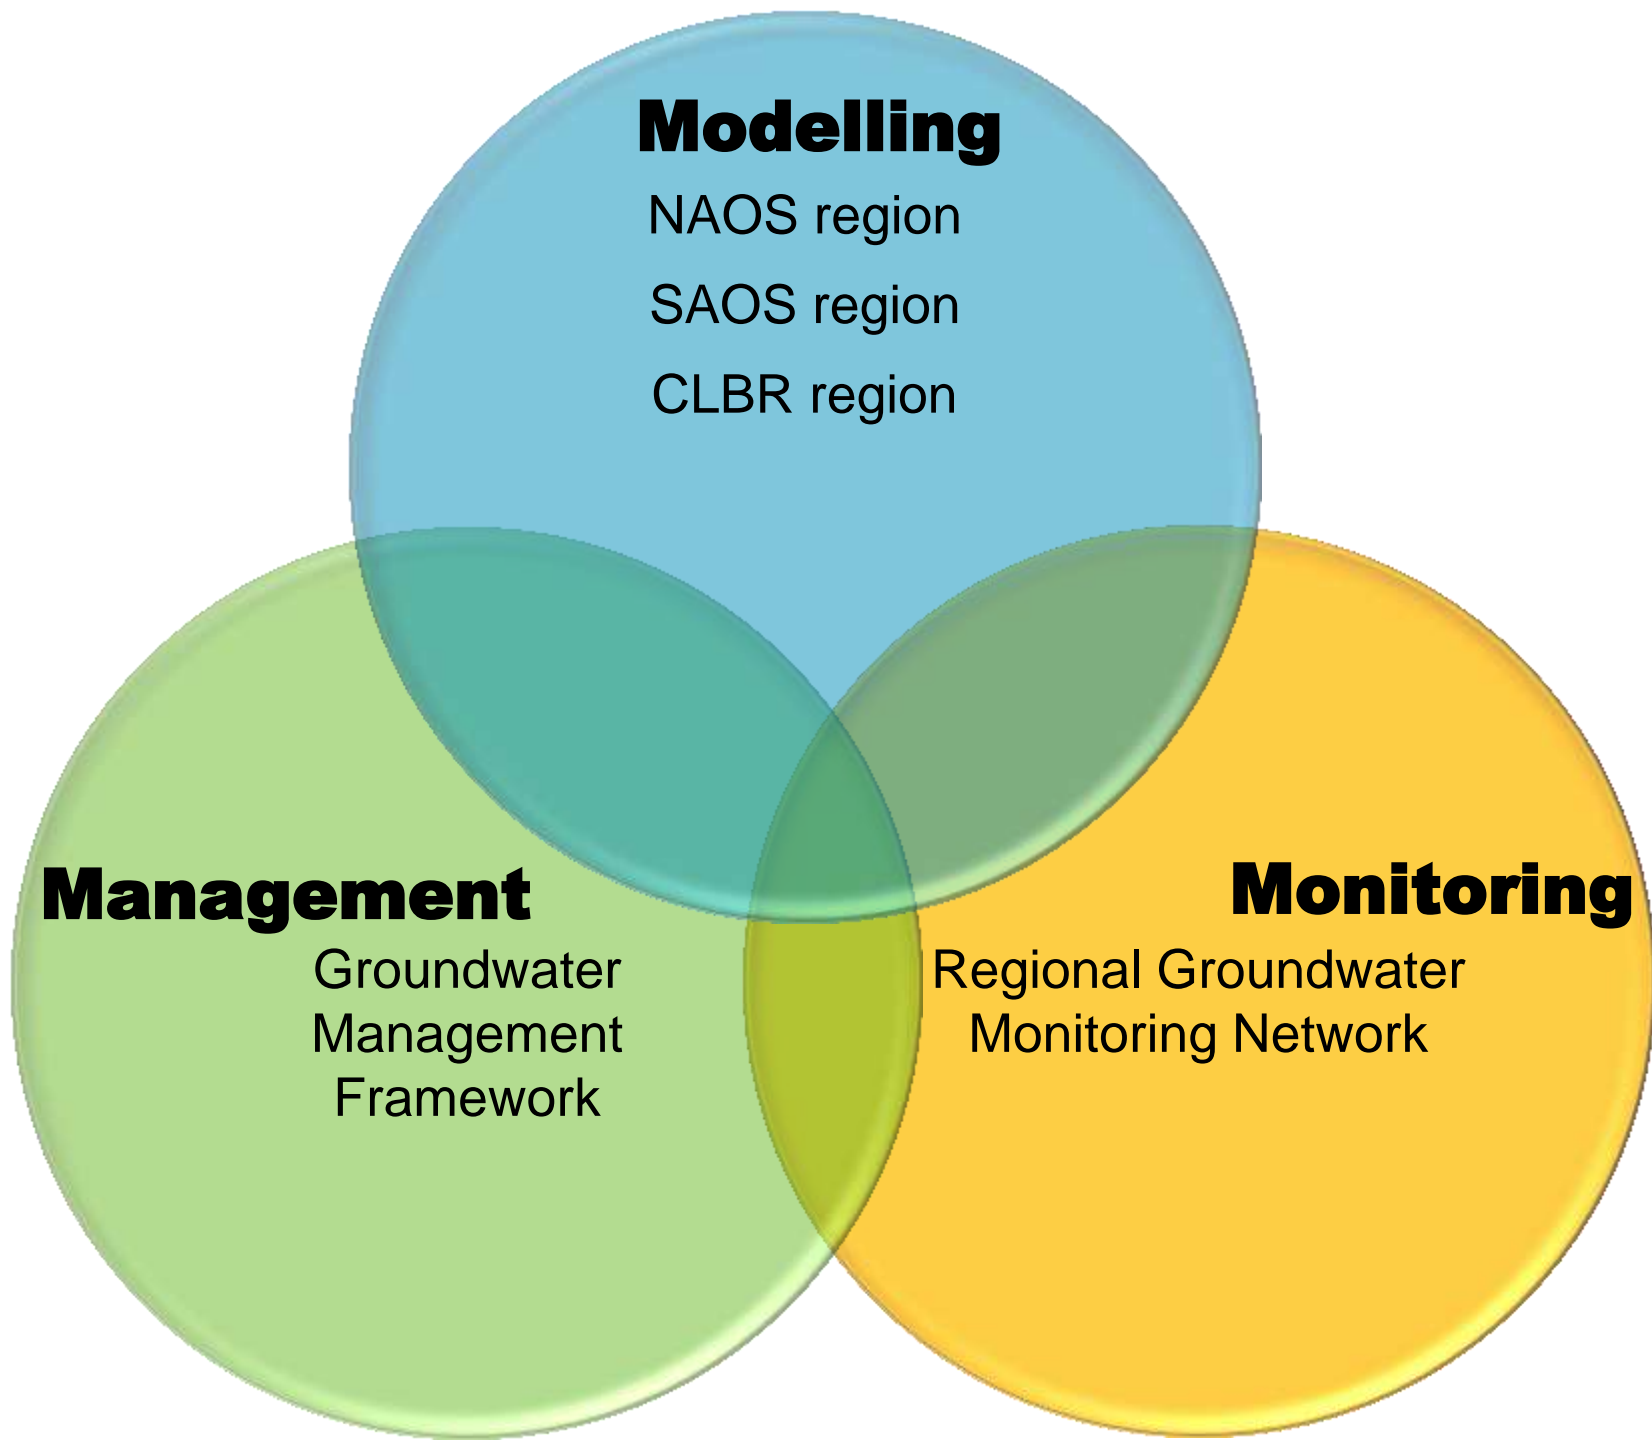 Modelling
NAOS region
SAOS region
CLBR region
Management
Groundwater
Management
Framework
Monitoring
Regional Groundwater
Monitoring Network